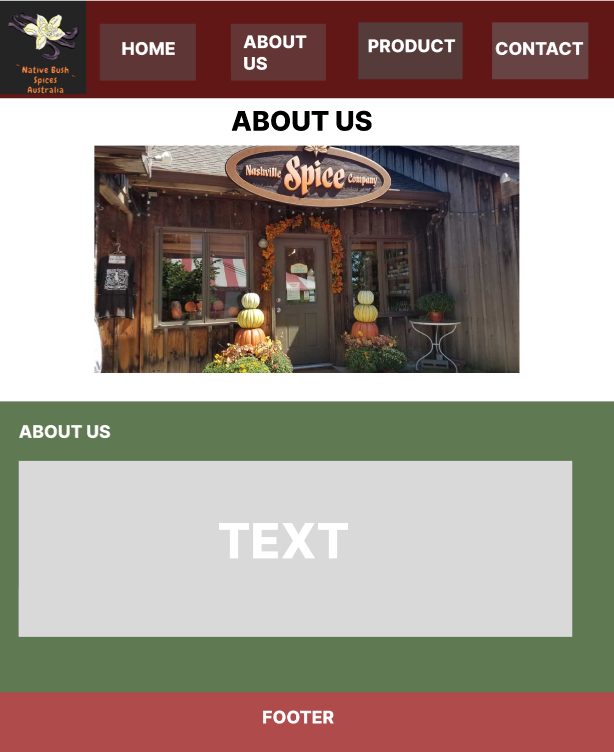 Native Bush
Spices
Australia
HOME
ABOUT
US
PRODUCT
CONTACT
ABOUT US
Nashville Spice Company
ABOUT US
TEXT
FOOTER